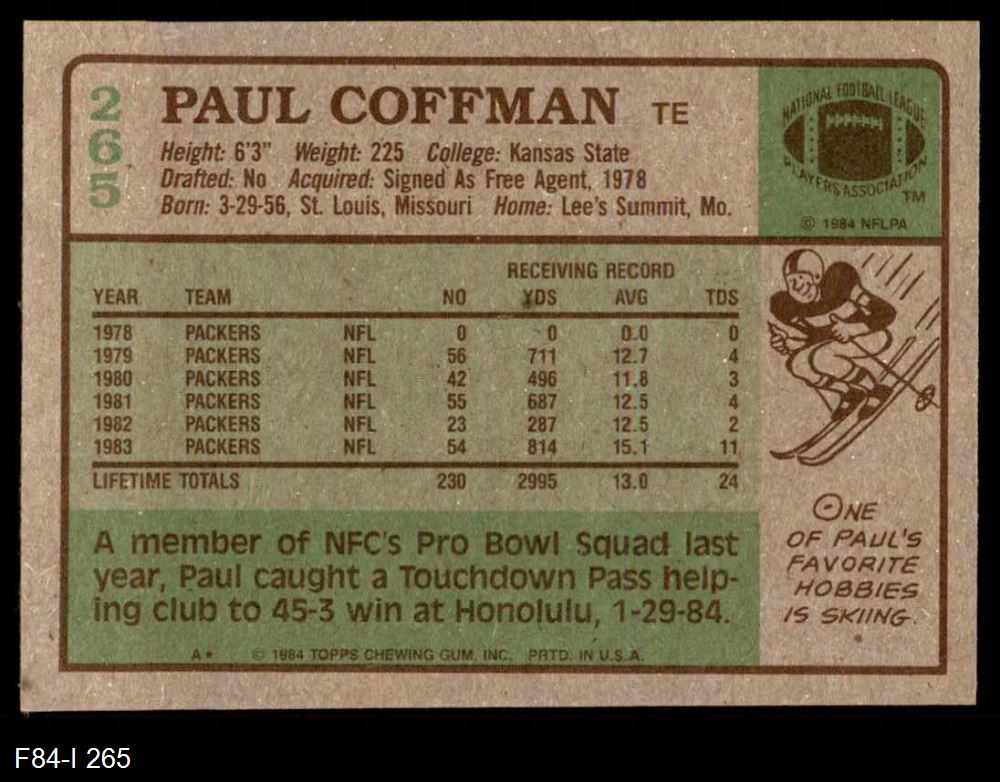 265
PAUL COFFMAN TE
Height: 6'3" Weight: 225 College: Kansas State
Drafted: No Acquired: Signed As Free Agent, 1978
Born: 3-29-56, St. Louis, Missouri Home: Lee's Summit, Mo.
NATIONAL FOOTBALL LEAGUE
PLAYERS ASSOCIATION
TM
© 1984 NFLPA
RECEIVING RECORD
YEAR TEAM NO YDS AVG TDS
1978 PACKERS NFL 0 0 0.0 0
1979 PACKERS NFL 56 711 12.7 4
1980 PACKERS NFL 42 496 11.8 3
1981 PACKERS NFL 55 687 12.5 4
1982 PACKERS NFL 23 287 12.5 2
1983 PACKERS NFL 54 814 15.1 11
LIFETIME TOTALS 230 2995 13.0 24
A member of NFC's Pro Bowl Squad last
year, Paul caught a Touchdown Pass help-
ing club to 45-3 win at Honolulu, 1-29-84.
ONE
OF PAUL'S
FAVORITE
HOBBIES
IS SKIING.
A* © 1984 TOPPS CHEWING GUM, INC. PRTD. IN U.S.A.
F84-I 265